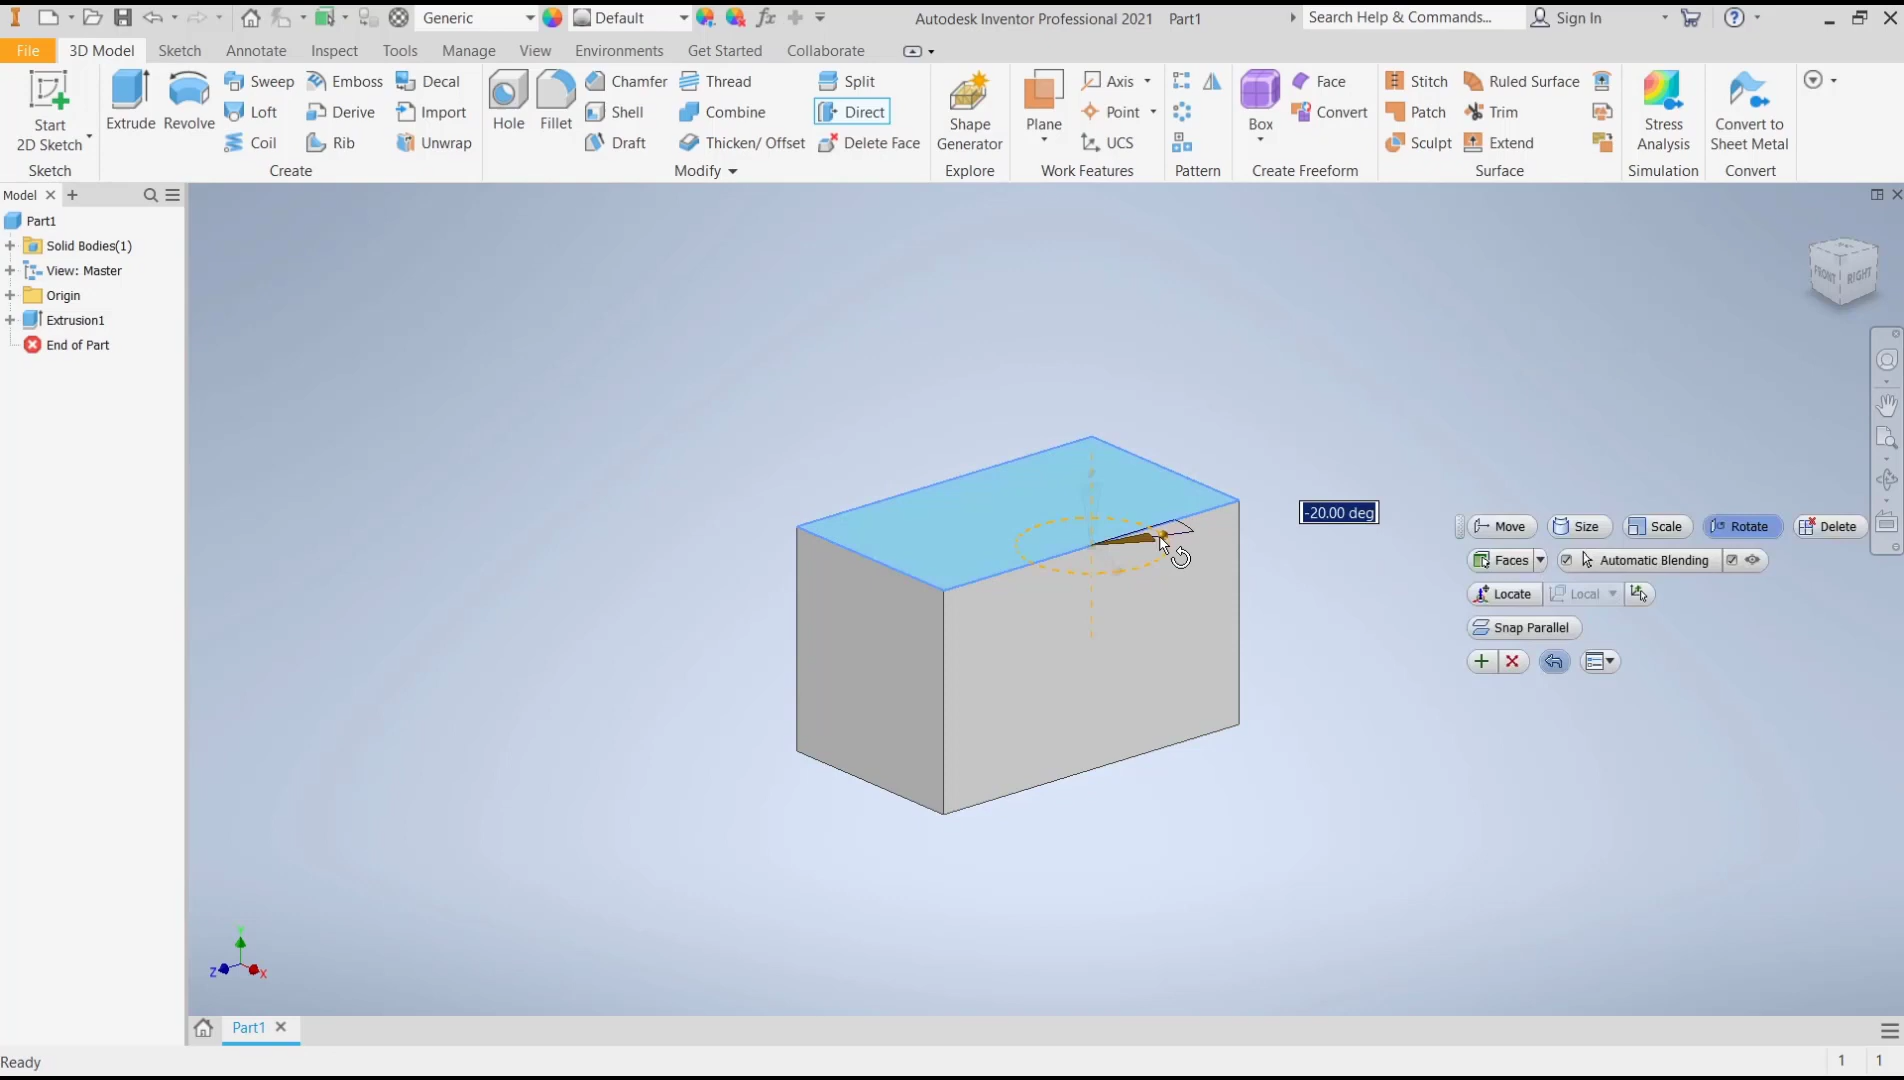 Generic
Default
fx
Autodesk Inventor Professional 2021 Part1
Search Help & Commands...
Sign In
File
3D Model
Sketch
Annotate
Inspect
Tools
Manage
View
Environments
Get Started
Collaborate
Start
2D Sketch
Sketch
Extrude
Revolve
Sweep
Loft
Coil
Emboss
Derive
Rib
Decal
Import
Unwrap
Create
Hole
Fillet
Chamfer
Shell
Draft
Thread
Combine
Thicken/ Offset
Split
Direct
Delete Face
Modify
Shape
Generator
Explore
Plane
Axis
Point
UCS
Work Features
Pattern
Box
Face
Convert
Create Freeform
Stitch
Patch
Sculpt
Ruled Surface
Trim
Extend
Surface
Stress
Analysis
Simulation
Convert to
Sheet Metal
Convert
Model
Part1
Solid Bodies(1)
View: Master
Origin
Extrusion1
End of Part
FRONT
RIGHT
-20.00 deg
Move
Size
Scale
Rotate
Delete
Faces
Automatic Blending
Locate
Local
Snap Parallel
Y
Z
X
Part1
Ready
1
1